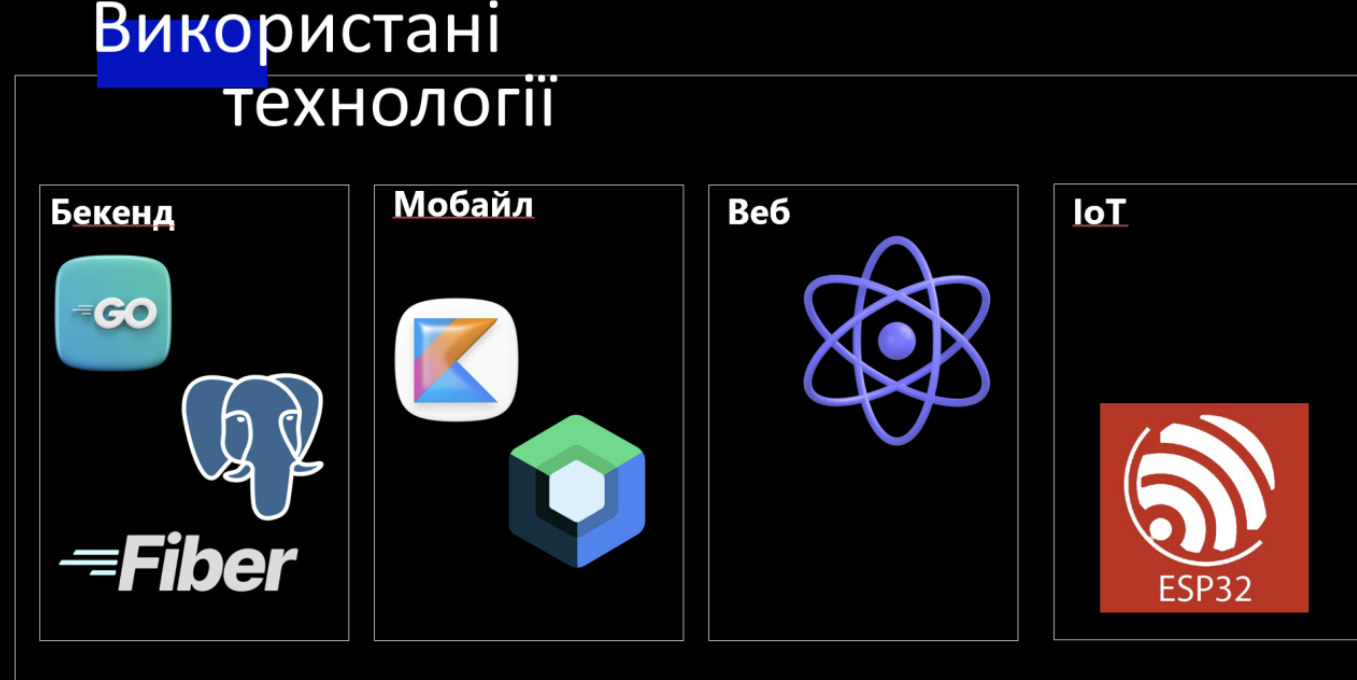 Використані
технології
Бекенд
Мобайл
Веб
IoT
GO
Fiber
ESP32